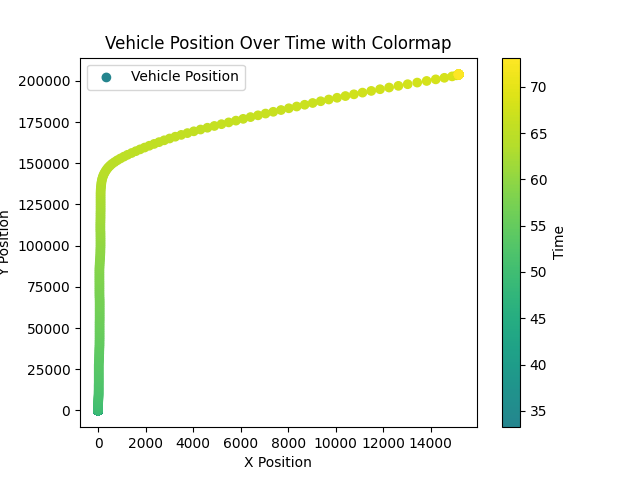 Vehicle Position Over Time with Colormap
Vehicle Position
200000
175000
150000
125000
100000
75000
50000
25000
0
Y Position
0 2000 4000 6000 8000 10000 12000 14000
X Position
70
65
60
55
50
45
40
35
Time